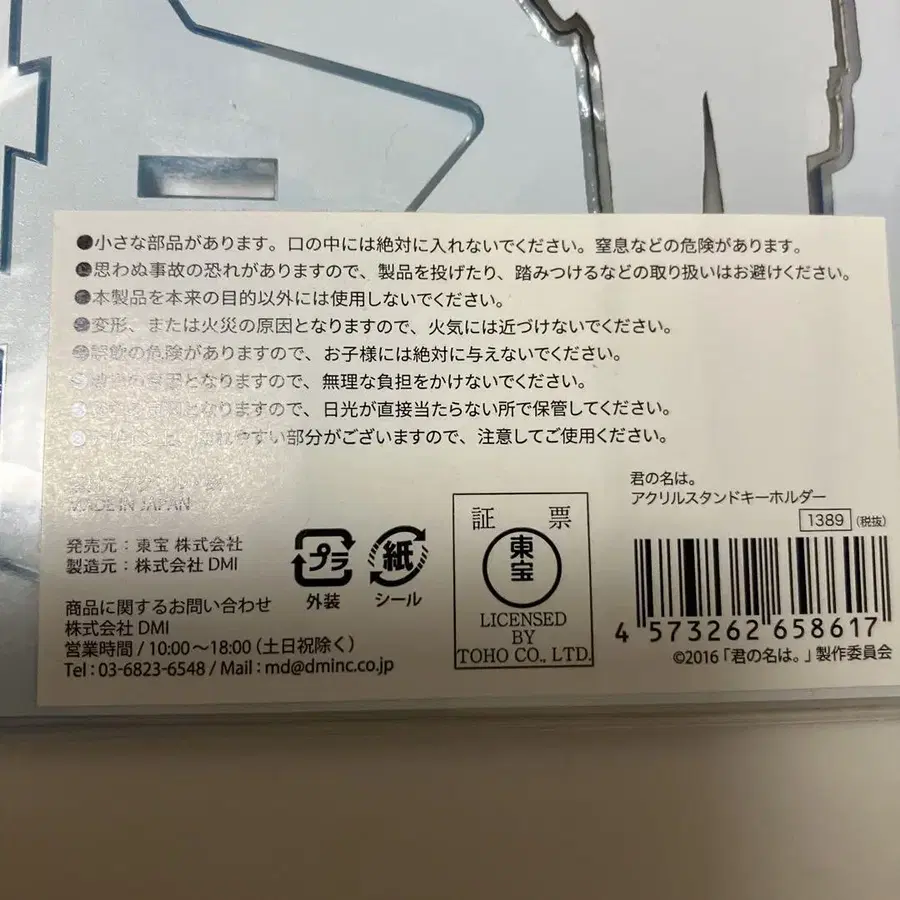 ●小さな部品があります。口の中には絶対に入れないでください。窒息などの危険があります。
●思わぬ事故の恐れがありますので、製品を投げたり、踏みつけるなどの取り扱いはお避けください。
●本製品を本来の目的以外には使用しないでください。
●変形、または火災の原因となりますので、火気には近づけないでください。
●誤飲の危険がありますので、お子様には絶対に与えないでください。
●の原因となりますので、無理な負担をかけないでください。
●となりますので、日光が直接当たらない所で保管してください。
●れやすい部分がございますので、注意してご使用ください。
MADE IN JAPAN
発売元：東宝 株式会社
製造元：株式会社 DMI
商品に関するお問い合わせ
株式会社 DMI
営業時間 / 10:00～18:00（土日祝除く）
Tel : 03-6823-6548 / Mail : md@dminc.co.jp
プラ
外装
紙
シール
証 票
東宝
LICENSED
BY
TOHO CO., LTD.
君の名は。
アクリルスタンドキーホルダー
1389 (税抜)
4 573262 658617
©2016「君の名は。」製作委員会